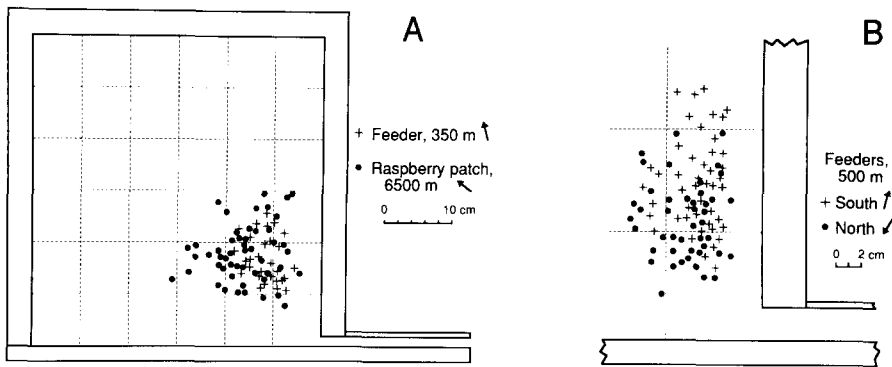 A
+ Feeder, 350 m
• Raspberry patch,
6500 m
0 10 cm
B
Feeders,
500 m
+ South
• North
0 2 cm